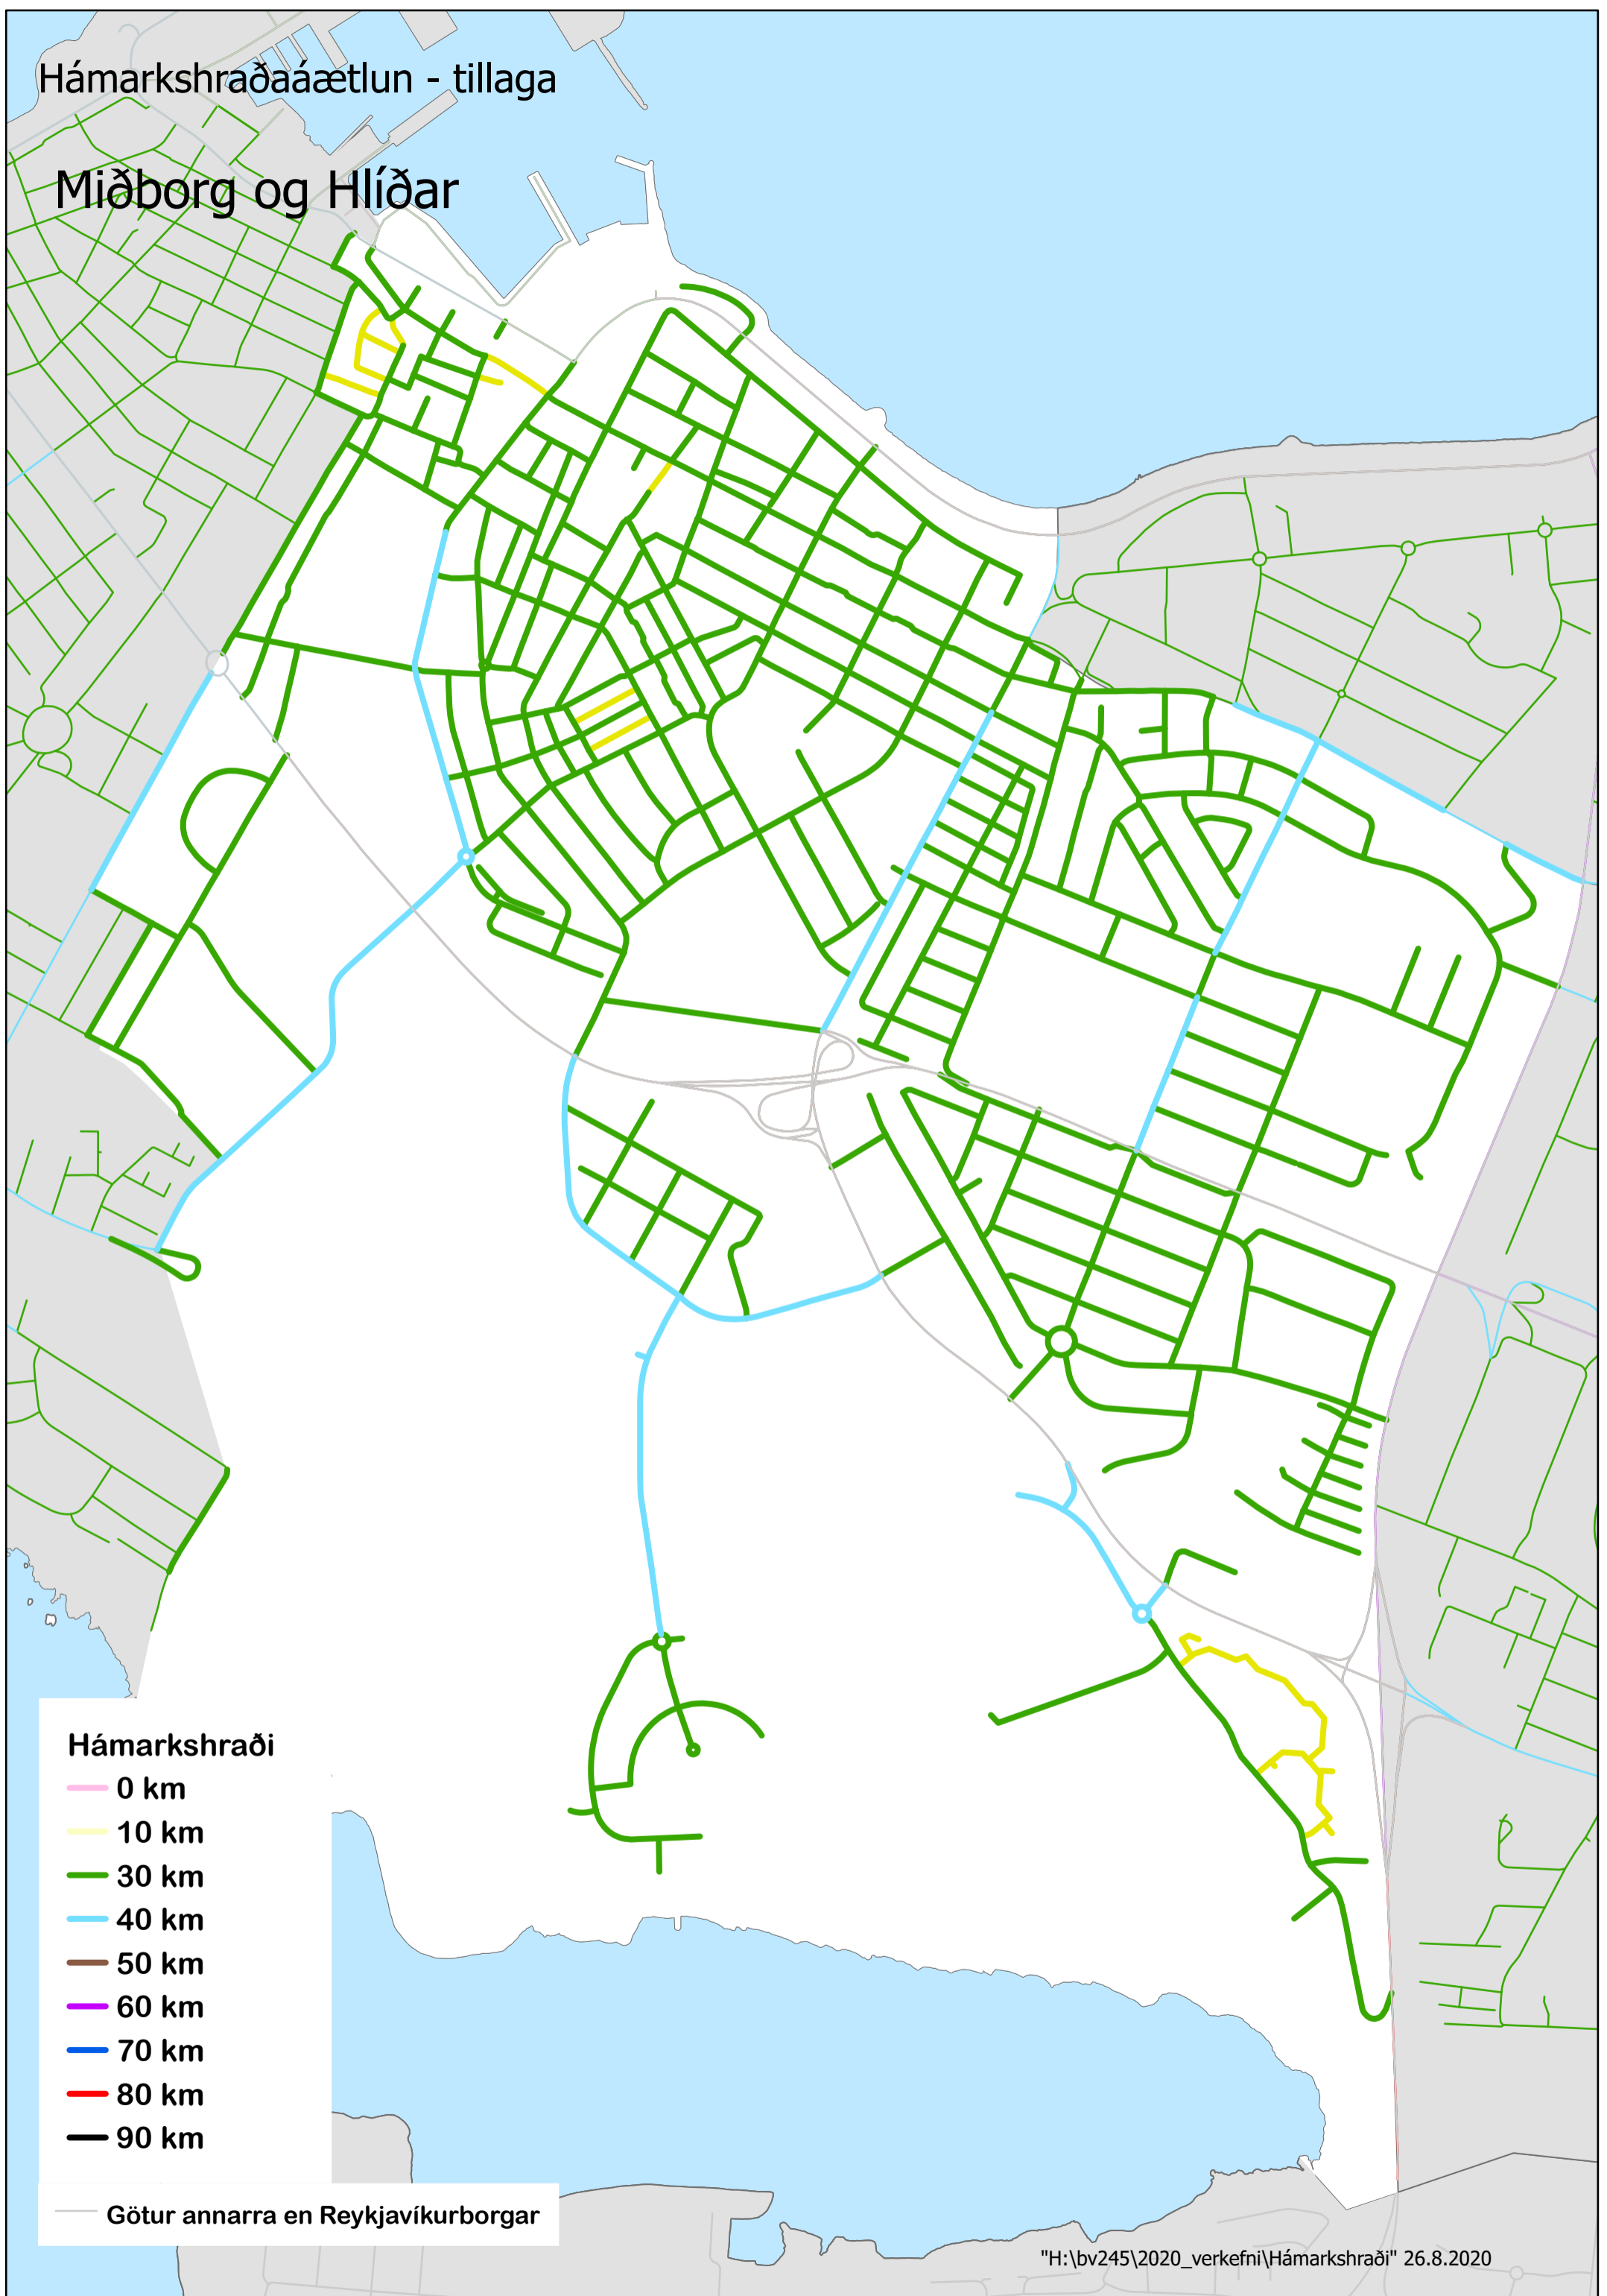 Hámarkshraðaáætlun - tillaga
Miðborg og Hlíðar
Hámarkshraði
0 km
10 km
30 km
40 km
50 km
60 km
70 km
80 km
90 km
Götur annarra en Reykjavíkurborgar
"H:\bv245\2020_verkefni\Hámarkshraði" 26.8.2020